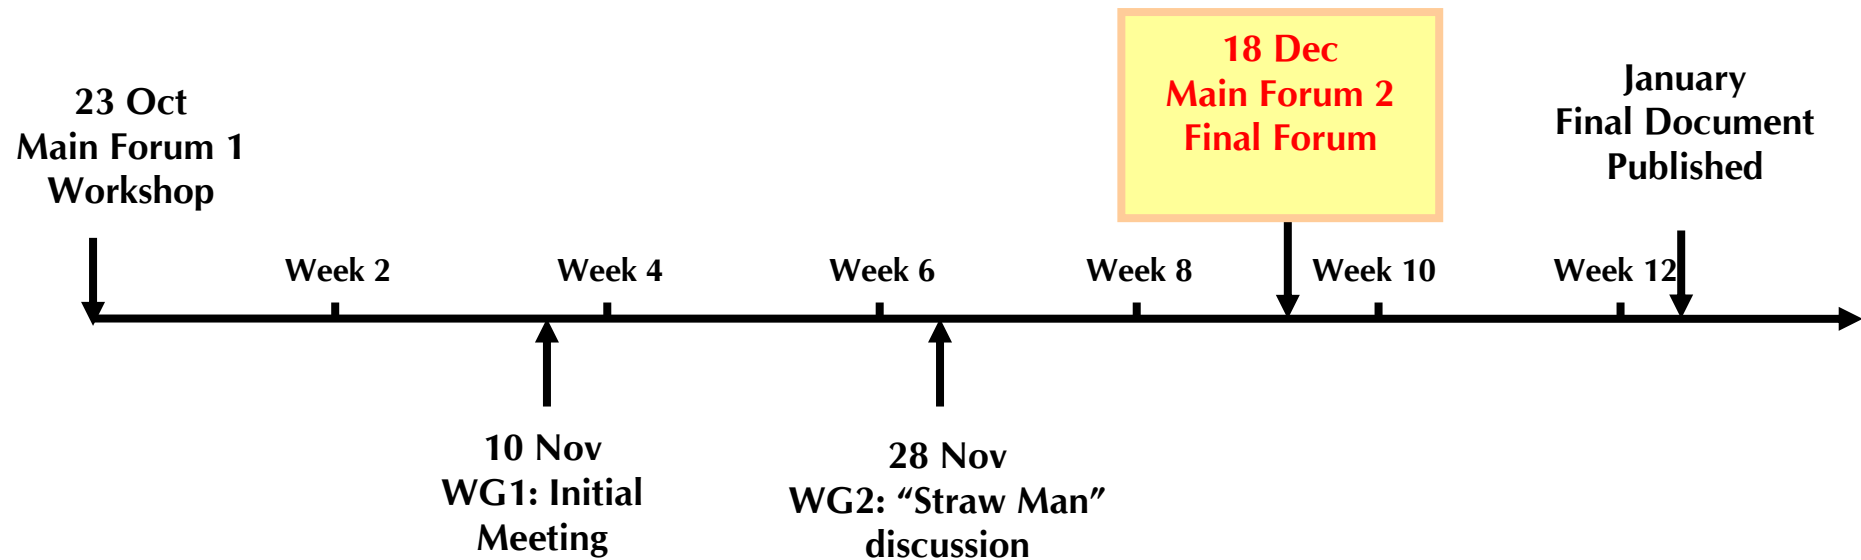 23 Oct
Main Forum 1
Workshop
18 Dec
Main Forum 2
Final Forum
January
Final Document
Published
Week 2
Week 4
Week 6
Week 8
Week 10
Week 12
10 Nov
WG1: Initial
Meeting
28 Nov
WG2: “Straw Man”
discussion